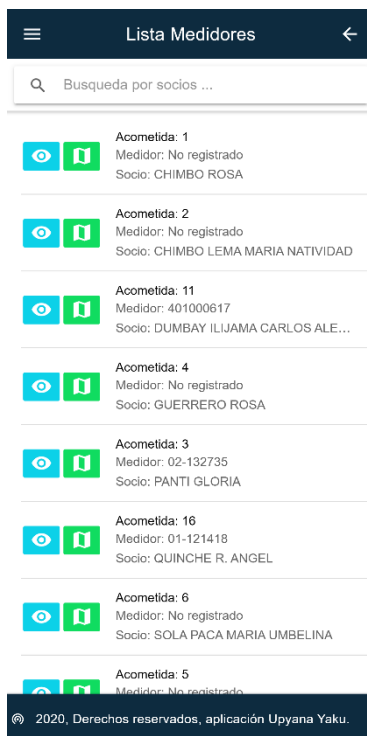 Lista Medidores
Busqueda por socios ...
Acometida: 1
Medidor: No registrado
Socio: CHIMBO ROSA
Acometida: 2
Medidor: No registrado
Socio: CHIMBO LEMA MARIA NATIVIDAD
Acometida: 11
Medidor: 401000617
Socio: DUMBAY ILIJAMA CARLOS ALE...
Acometida: 4
Medidor: No registrado
Socio: GUERRERO ROSA
Acometida: 3
Medidor: 02-132735
Socio: PANTI GLORIA
Acometida: 16
Medidor: 01-121418
Socio: QUINCHE R. ANGEL
Acometida: 6
Medidor: No registrado
Socio: SOLA PACA MARIA UMBELINA
Acometida: 5
Medidor: No registrado
2020, Derechos reservados, aplicación Upyana Yaku.